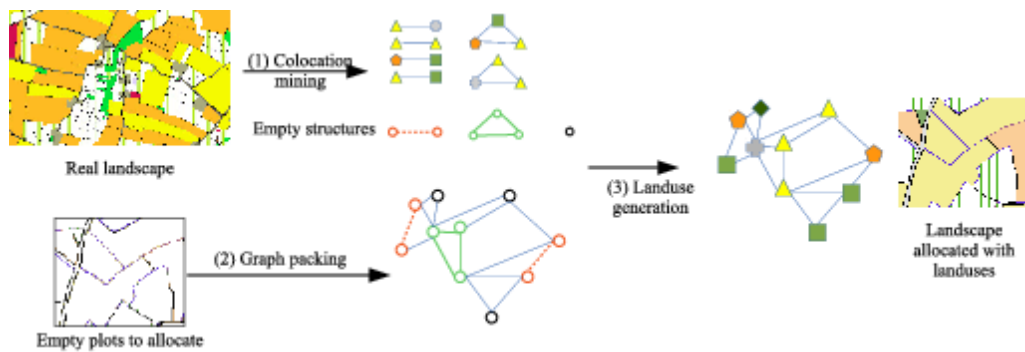 (1) Colocation
mining
Empty structures
Real landscape
(2) Graph packing
Empty plots to allocate
(3) Landuse
generation
Landscape
allocated with
landuses